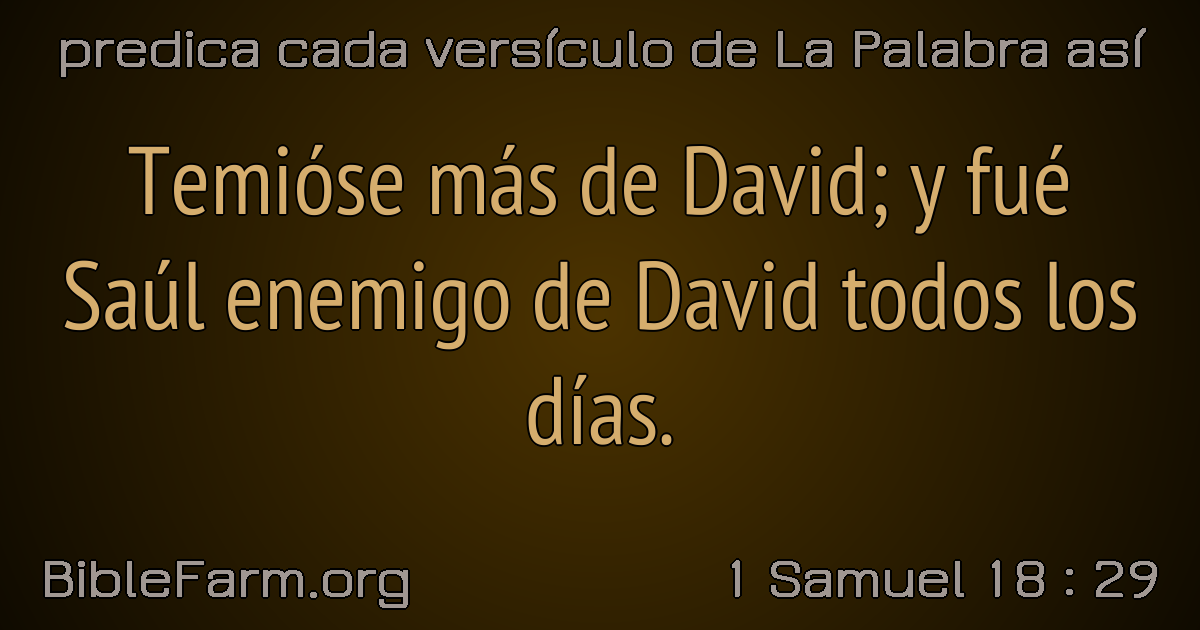 predica cada versículo de La Palabra así
Temióse más de David; y fué
Saúl enemigo de David todos los
días.
BibleFarm.org
1 Samuel 18 : 29